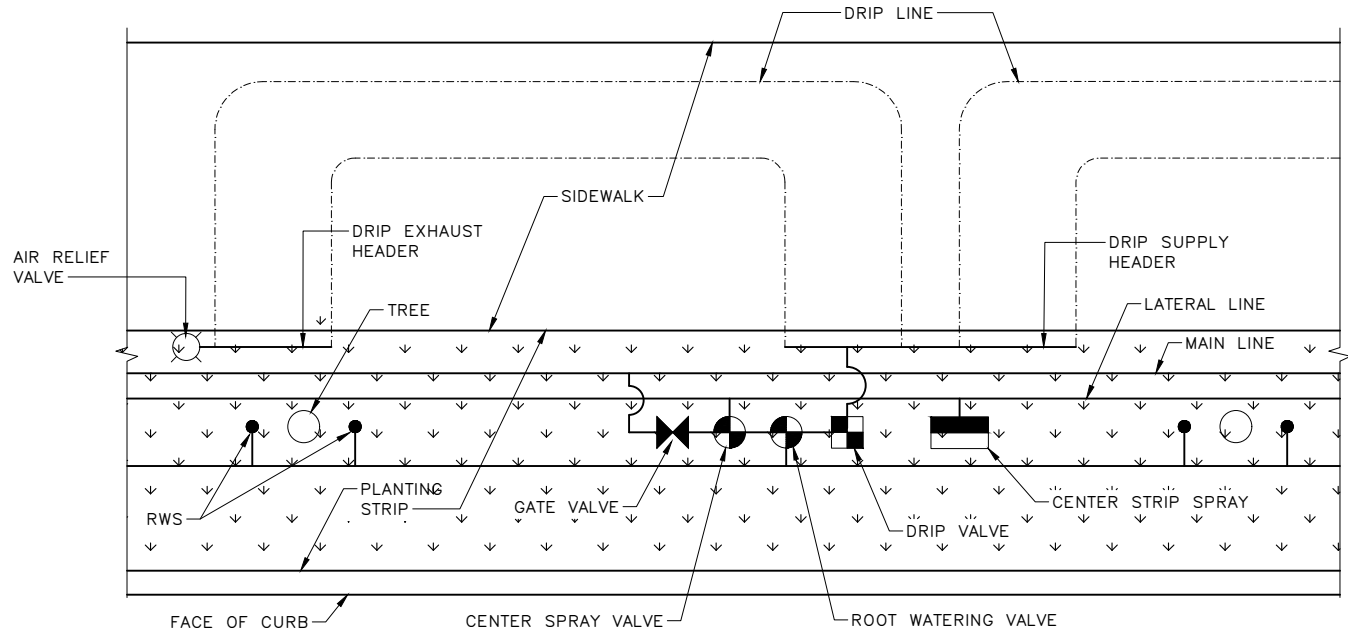 DRIP LINE
SIDEWALK
DRIP EXHAUST
HEADER
DRIP SUPPLY
HEADER
AIR RELIEF
VALVE
TREE
LATERAL LINE
MAIN LINE
PLANTING
STRIP
RWS
GATE VALVE
CENTER STRIP SPRAY
DRIP VALVE
FACE OF CURB
CENTER SPRAY VALVE
ROOT WATERING VALVE